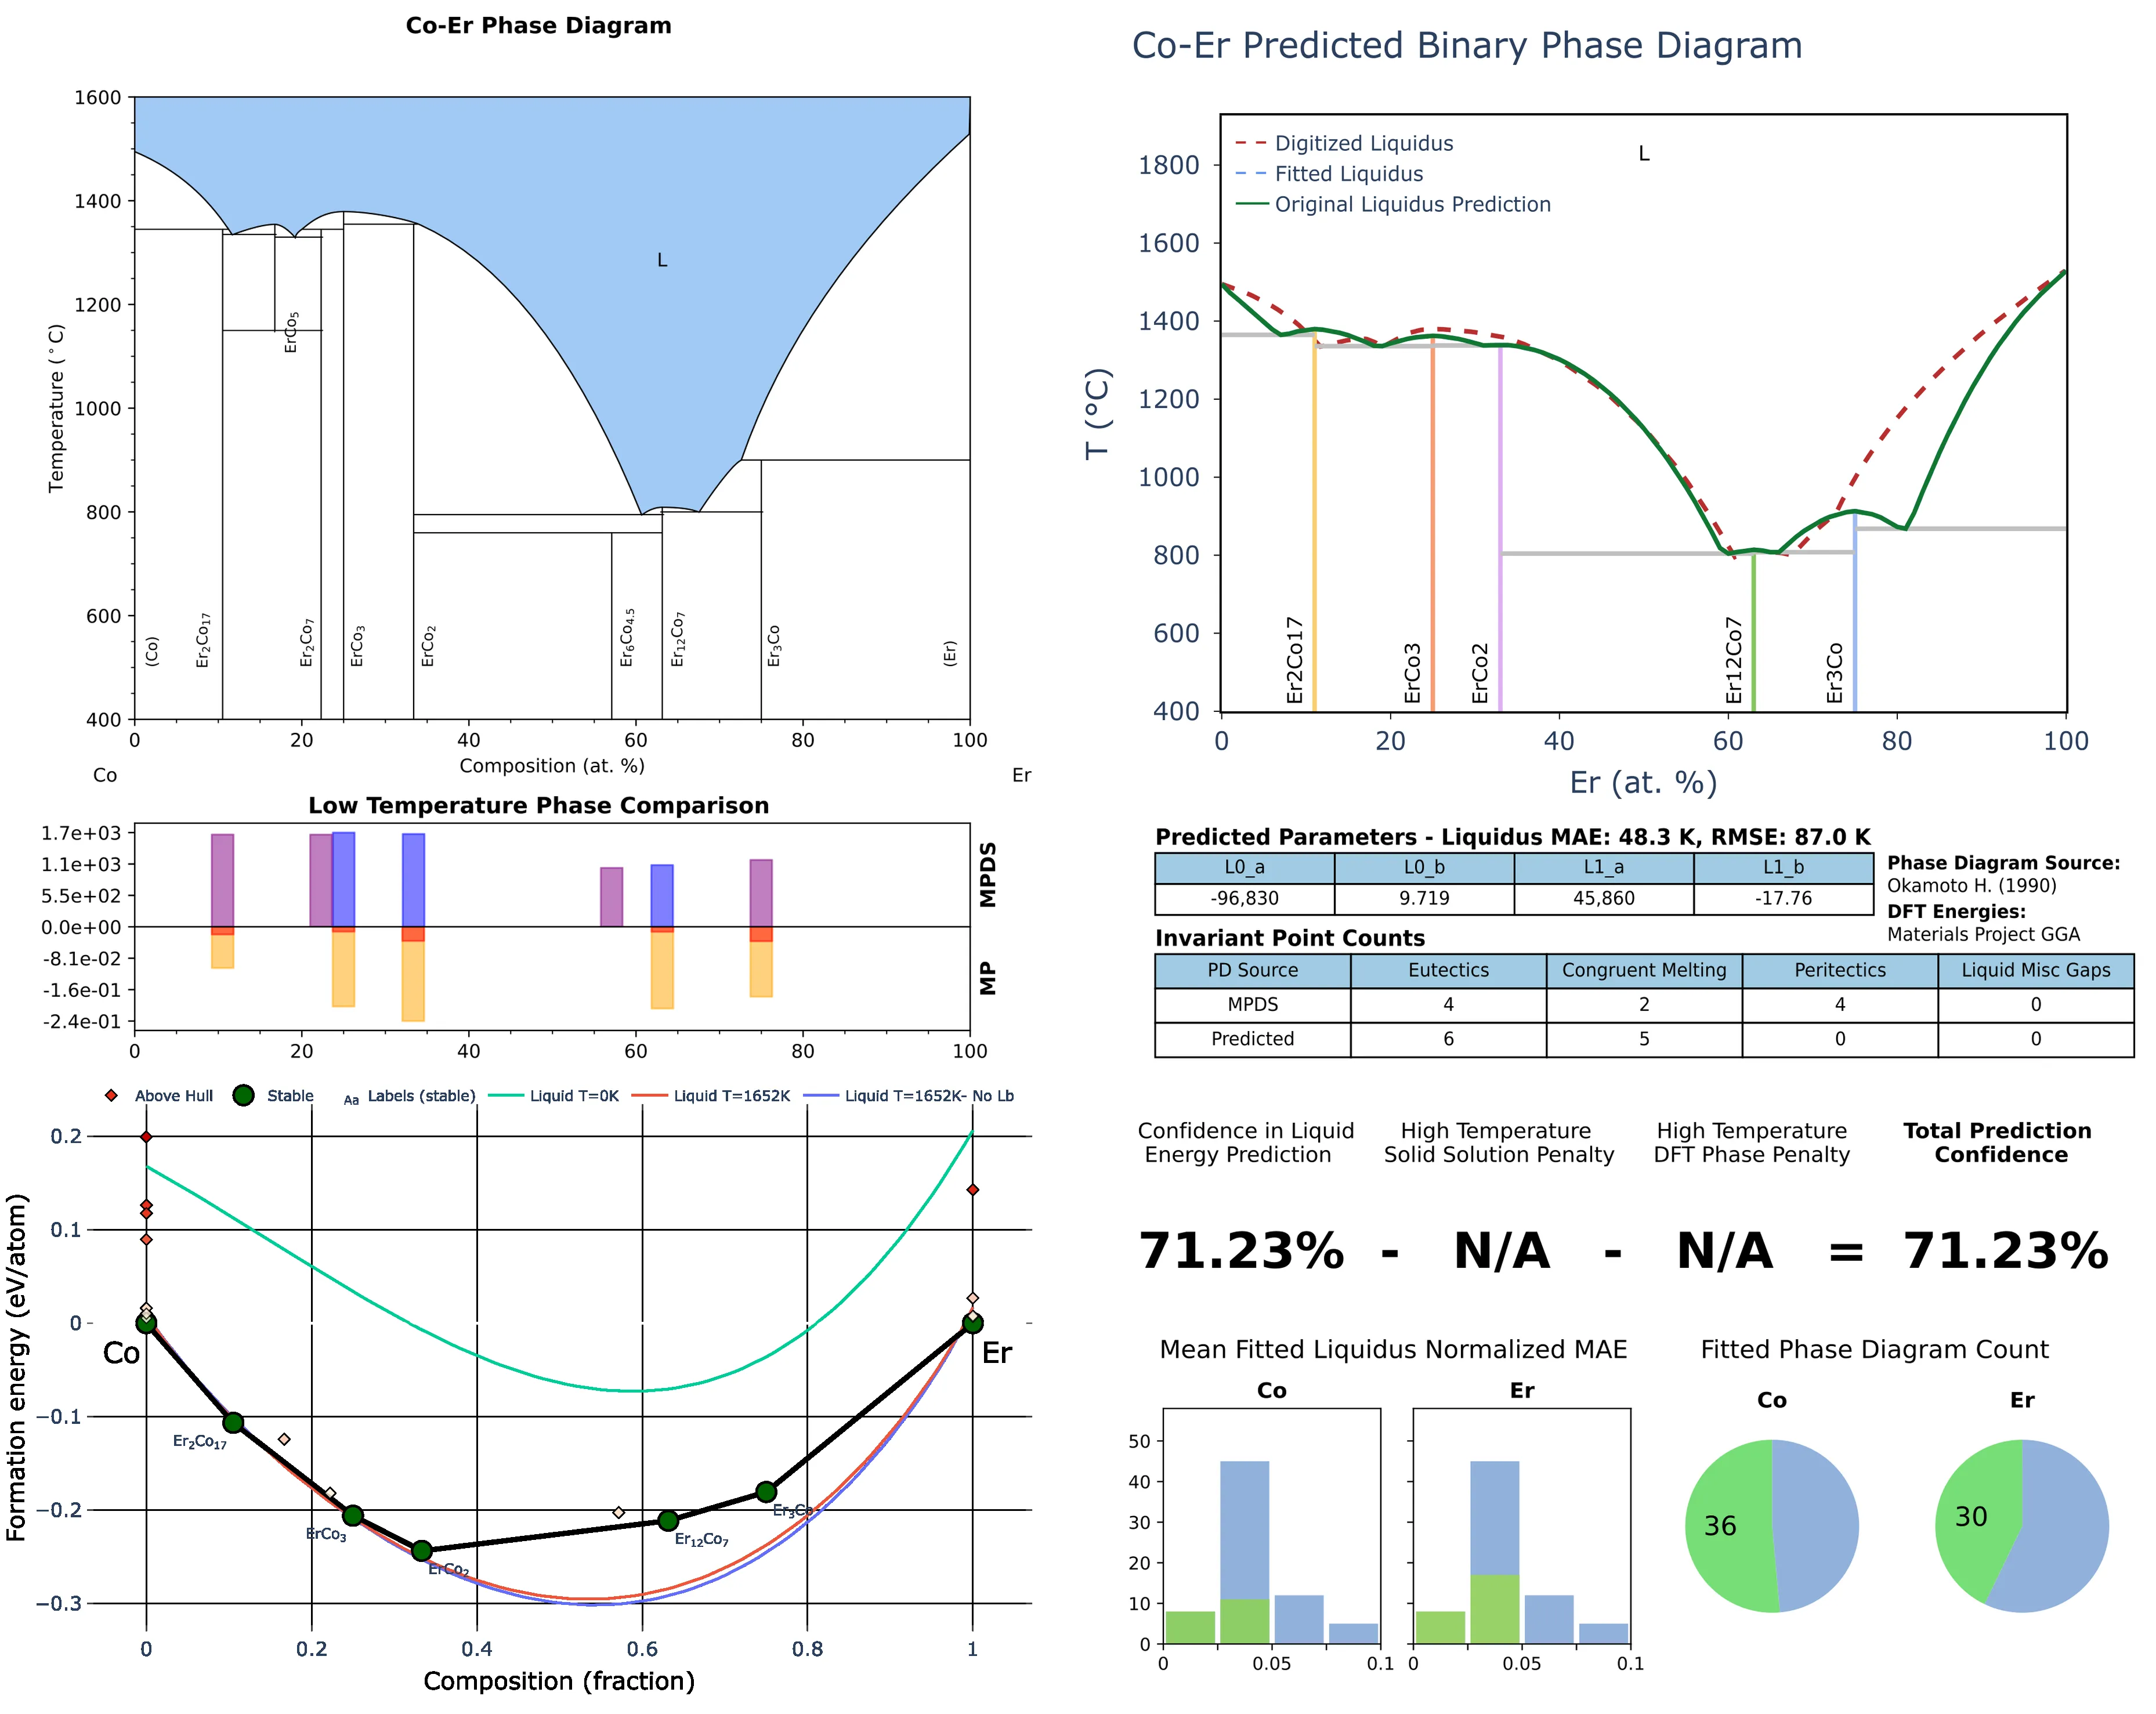 Co-Er Phase Diagram
1600
1400
1200
1000
800
600
400
Temperature (°C)
L
ErCo5
(Co)
Er2Co17
Er2Co7
ErCo3
ErCo2
Er6Co4.5
Er12Co7
Er3Co
(Er)
0 20 40 60 80 100
Composition (at. %)
Co Er
Co-Er Predicted Binary Phase Diagram
Digitized Liquidus
Fitted Liquidus
Original Liquidus Prediction
L
1800
1600
1400
1200
1000
800
600
400
T (°C)
Er2Co17
ErCo3
ErCo2
Er12Co7
Er3Co
0 20 40 60 80 100
Er (at. %)
Low Temperature Phase Comparison
1.7e+03
1.1e+03
5.5e+02
0.0e+00
-8.1e-02
-1.6e-01
-2.4e-01
MPDS
MP
0 20 40 60 80 100
Predicted Parameters - Liquidus MAE: 48.3 K, RMSE: 87.0 K
L0_a L0_b L1_a L1_b
-96,830 9.719 45,860 -17.76
Phase Diagram Source:
Okamoto H. (1990)
DFT Energies:
Materials Project GGA
Invariant Point Counts
PD Source Eutectics Congruent Melting Peritectics Liquid Misc Gaps
MPDS 4 2 4 0
Predicted 6 5 0 0
Above Hull Stable Aa Labels (stable) Liquid T=0K Liquid T=1652K Liquid T=1652K- No Lb
0.2
0.1
0
−0.1
−0.2
−0.3
Formation energy (eV/atom)
Co
Er
Er2Co17
ErCo3
ErCo2
Er12Co7
Er3Co
0 0.2 0.4 0.6 0.8 1
Composition (fraction)
Confidence in Liquid
Energy Prediction
High Temperature
Solid Solution Penalty
High Temperature
DFT Phase Penalty
Total Prediction
Confidence
71.23% - N/A - N/A = 71.23%
Mean Fitted Liquidus Normalized MAE
Co Er
50
40
30
20
10
0
0 0.05 0.1 0 0.05 0.1
Fitted Phase Diagram Count
Co Er
36 30